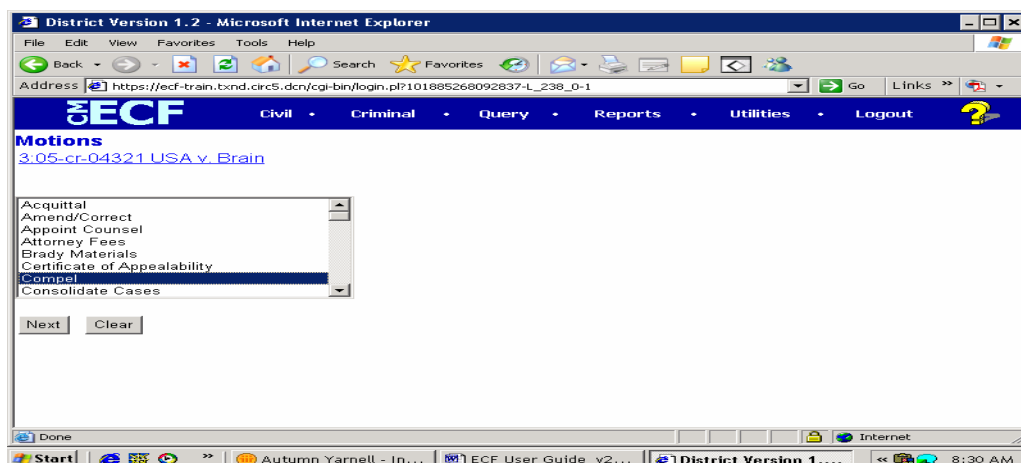 District Version 1.2 - Microsoft Internet Explorer
File Edit View Favorites Tools Help
Back Search Favorites
Address https://ecf-train.txnd.circ5.dcn/cgi-bin/login.pl?101885268092837-L_238_0-1 Go Links »
CM ECF Civil • Criminal • Query • Reports • Utilities • Logout ?
Motions
3:05-cr-04321 USA v. Brain
Acquittal
Amend/Correct
Appoint Counsel
Attorney Fees
Brady Materials
Certificate of Appealability
Compel
Consolidate Cases
Next Clear
Done Internet
Start » Autumn Yarnell - In... ECF User Guide v2... District Version 1.... « 8:30 AM